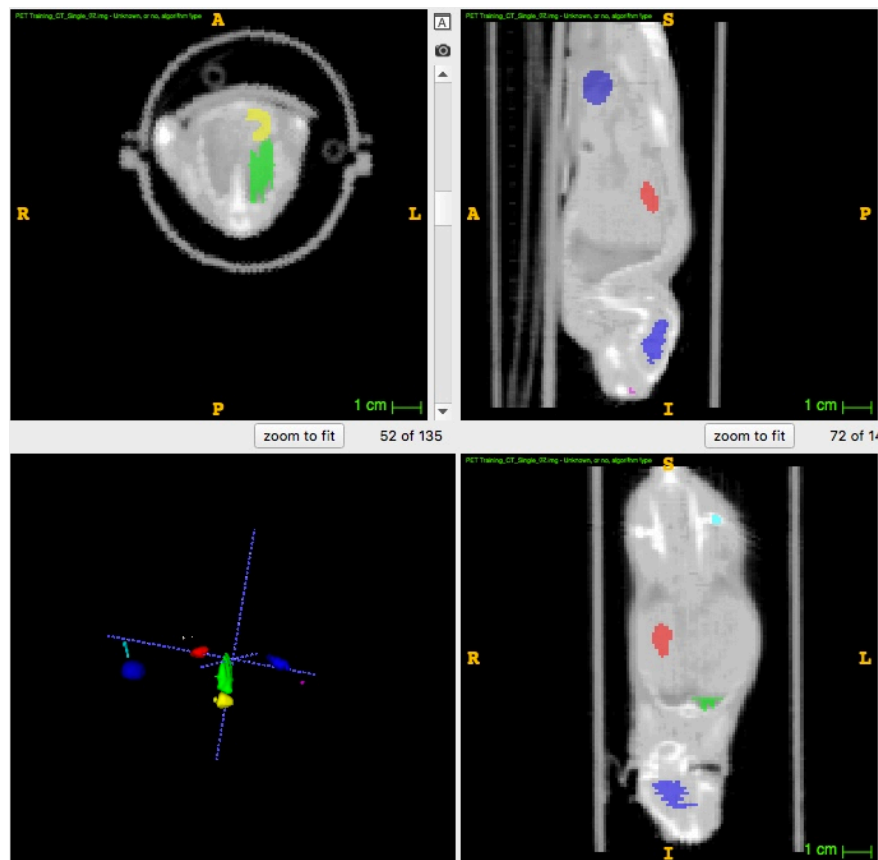 PET Training_CT_Single_02.img - Unknown, or no, algorithm type
A
R
L
P
1 cm
zoom to fit
52 of 135
A
PET Training_CT_Single_02.img - Unknown, or no, algorithm type
S
A
P
I
1 cm
zoom to fit
72 of 14
PET Training_CT_Single_02.img - Unknown, or no, algorithm type
S
R
L
I
1 cm